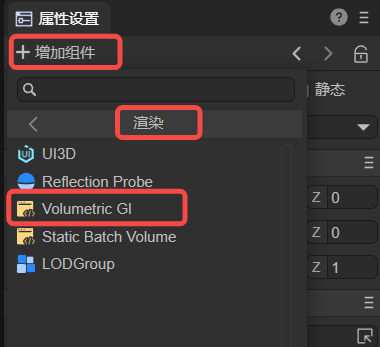 属性设置
增加组件
静态
渲染
UI3D
Reflection Probe
Volumetric GI
Z 0
Static Batch Volume
Z 0
LODGroup
Z 1